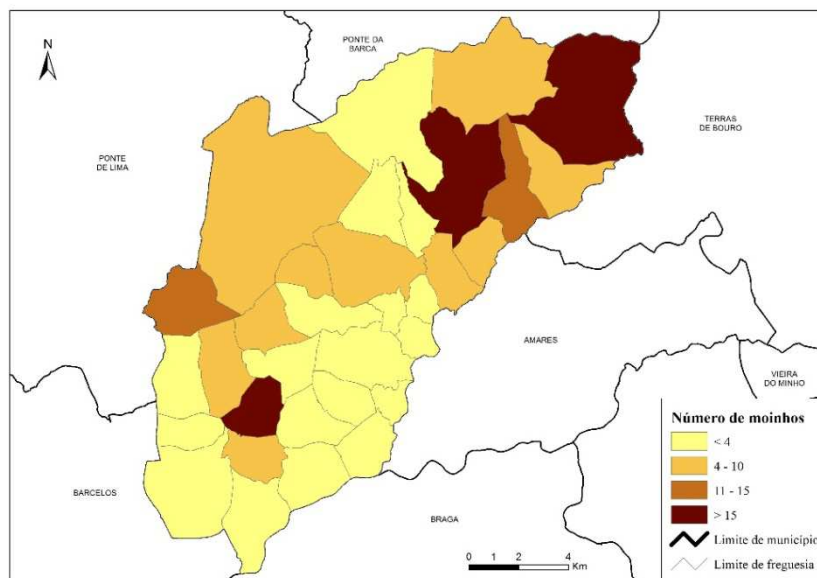 N
PONTE DA
BARCA
TERRAS
DE BOURO
PONTE
DE LIMA
AMARES
VIEIRA
DO MINHO
BARCELOS
BRAGA
Número de moinhos
< 4
4 - 10
11 - 15
> 15
Limite de município
Limite de freguesia
0 1 2 4
Km